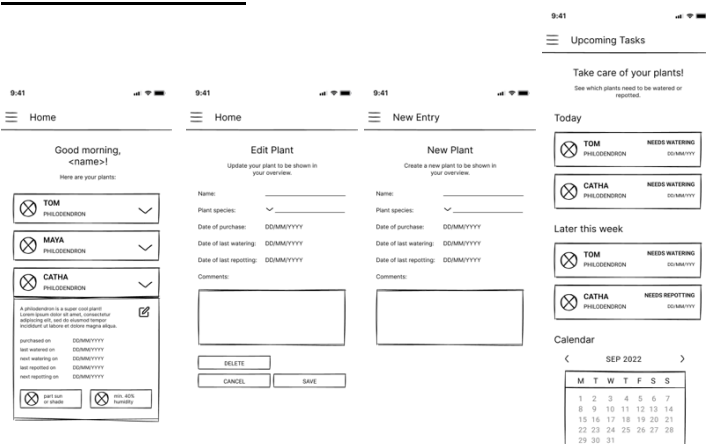 9:41
Home
Good morning,
<name>!
Here are your plants:
TOM
PHILODENDRON
MAYA
PHILODENDRON
CATHA
PHILODENDRON
A philodendron is a super cool plant!
Lorem ipsum dolor sit amet, consectetur
adipiscing elit, sed do eiusmod tempor
incididunt ut labore et dolore magna aliqua.
purchased on DD/MM/YYYY
last watered on DD/MM/YYYY
next watering on DD/MM/YYYY
last repotted on DD/MM/YYYY
next repotting on DD/MM/YYYY
part sun
or shade
min. 40%
humidity
9:41
Home
Edit Plant
Update your plant to be shown in
your overview.
Name:
Plant species:
Date of purchase: DD/MM/YYYY
Date of last watering: DD/MM/YYYY
Date of last repotting: DD/MM/YYYY
Comments:
DELETE
CANCEL SAVE
9:41
New Entry
New Plant
Create a new plant to be shown in
your overview.
Name:
Plant species:
Date of purchase: DD/MM/YYYY
Date of last watering: DD/MM/YYYY
Date of last repotting: DD/MM/YYYY
Comments:
9:41
Upcoming Tasks
Take care of your plants!
See which plants need to be watered or
repotted.
Today
TOM NEEDS WATERING
PHILODENDRON DD/MM/YYYY
CATHA NEEDS WATERING
PHILODENDRON DD/MM/YYYY
Later this week
TOM NEEDS WATERING
PHILODENDRON DD/MM/YYYY
CATHA NEEDS REPOTTING
PHILODENDRON DD/MM/YYYY
Calendar
SEP 2022
M T W T F S S
1 2 3 4 5 6 7
8 9 10 11 12 13 14
15 16 17 18 19 20 21
22 23 24 25 26 27 28
29 30 31